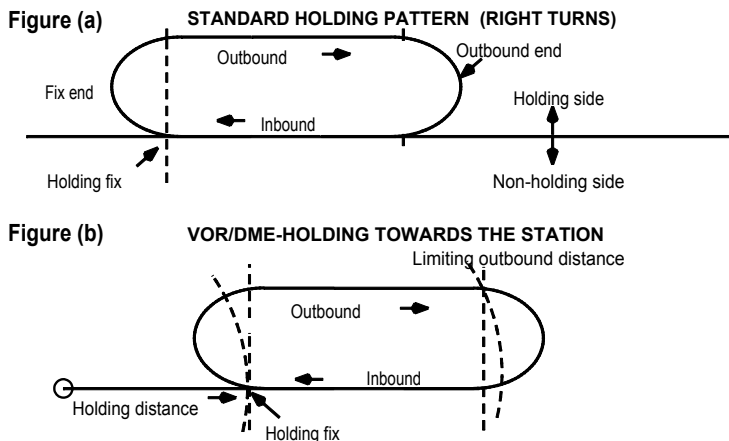 Figure (a)
STANDARD HOLDING PATTERN (RIGHT TURNS)
Outbound
Outbound end
Fix end
Holding side
Inbound
Holding fix
Non-holding side
Figure (b)
VOR/DME-HOLDING TOWARDS THE STATION
Limiting outbound distance
Outbound
Inbound
Holding distance
Holding fix